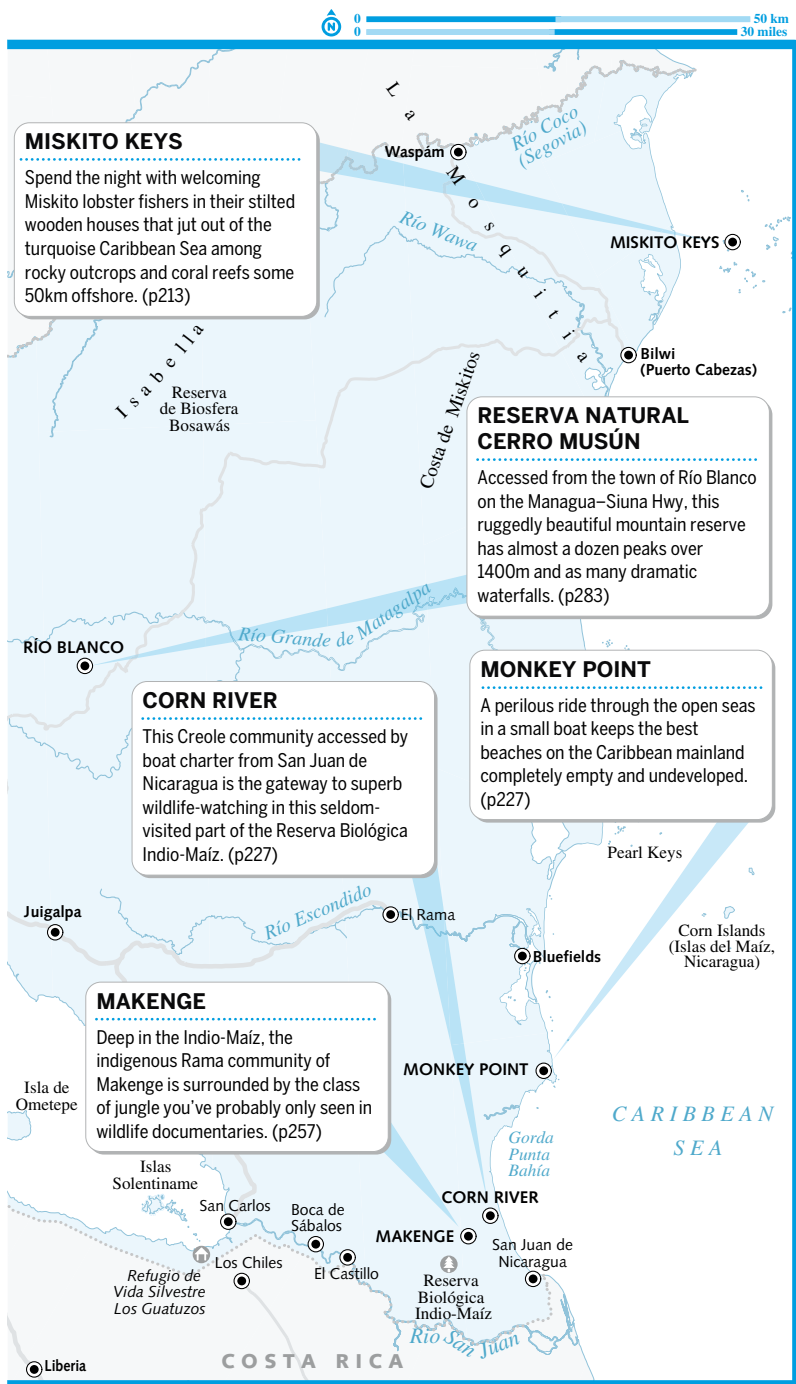 N
0
50 km
0
30 miles
La Mosquitia
MISKITO KEYS
Spend the night with welcoming
Miskito lobster fishers in their stilted
wooden houses that jut out of the
turquoise Caribbean Sea among
rocky outcrops and coral reefs some
50km offshore. (p213)
Waspám
Río Coco
(Segovia)
Río Wawa
MISKITO KEYS
Isabella
Reserva
de Biosfera
Bosawás
Costa de Miskitos
Bilwi
(Puerto Cabezas)
RESERVA NATURAL
CERRO MUSÚN
Accessed from the town of Río Blanco
on the Managua–Siuna Hwy, this
ruggedly beautiful mountain reserve
has almost a dozen peaks over
1400m and as many dramatic
waterfalls. (p283)
Río Grande de Matagalpa
RÍO BLANCO
MONKEY POINT
A perilous ride through the open seas
in a small boat keeps the best
beaches on the Caribbean mainland
completely empty and undeveloped.
(p227)
CORN RIVER
This Creole community accessed by
boat charter from San Juan de
Nicaragua is the gateway to superb
wildlife-watching in this seldom-
visited part of the Reserva Biológica
Indio-Maíz. (p227)
Pearl Keys
Juigalpa
Río Escondido
El Rama
Corn Islands
(Islas del Maíz,
Nicaragua)
Bluefields
MAKENGE
Deep in the Indio-Maíz, the
indigenous Rama community of
Makenge is surrounded by the class
of jungle you've probably only seen in
wildlife documentaries. (p257)
MONKEY POINT
Isla de
Ometepe
CARIBBEAN
SEA
Gorda
Punta
Bahía
Islas
Solentiname
San Carlos
Boca de
Sábalos
CORN RIVER
MAKENGE
San Juan de
Nicaragua
Refugio de
Vida Silvestre
Los Guatuzos
Los Chiles
El Castillo
Reserva
Biológica
Indio-Maíz
Río San Juan
COSTA RICA
Liberia